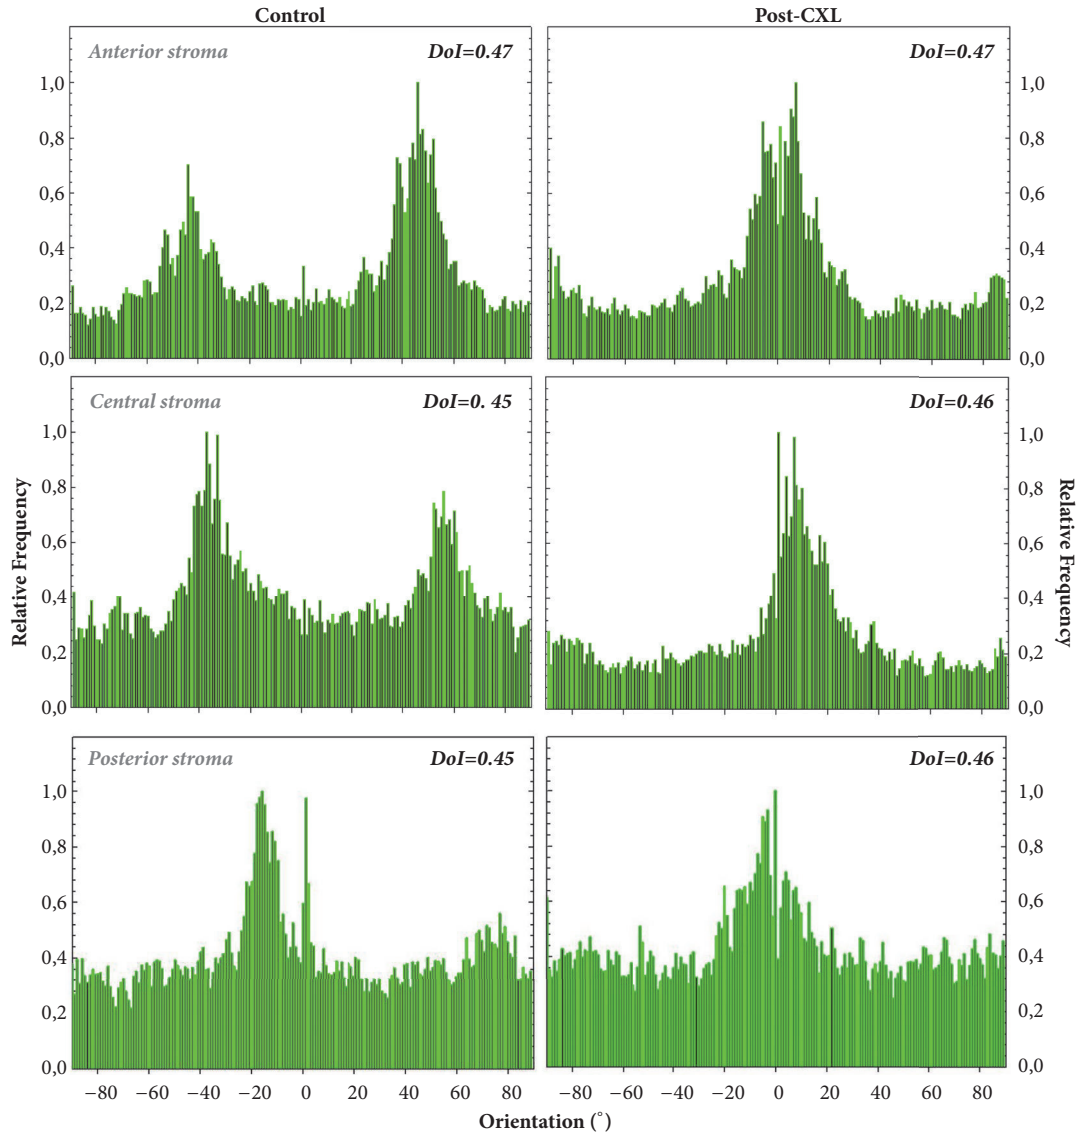 Control Post-CXL
Anterior stroma DoI=0.47 DoI=0.47
1,0 1,0
0,8 0,8
0,6 0,6
0,4 0,4
0,2 0,2
0,0 0,0
Central stroma DoI=0. 45 DoI=0.46
1,0 1,0
0,8 0,8
0,6 0,6
0,4 0,4
0,2 0,2
0,0 0,0
Relative Frequency Relative Frequency
Posterior stroma DoI=0.45 DoI=0.46
1,0 1,0
0,8 0,8
0,6 0,6
0,4 0,4
0,2 0,2
0,0 0,0
−80 −60 −40 −20 0 20 40 60 80 −80 −60 −40 −20 0 20 40 60 80
Orientation (°)